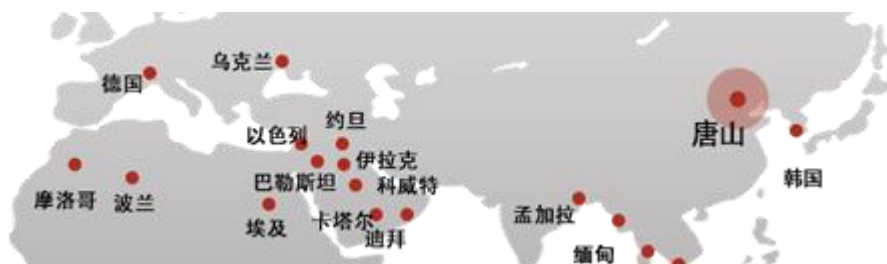 乌克兰
德国
唐山
约旦
以色列
伊拉克
巴勒斯坦
科威特
韩国
摩洛哥
波兰
埃及
卡塔尔
迪拜
孟加拉
缅甸